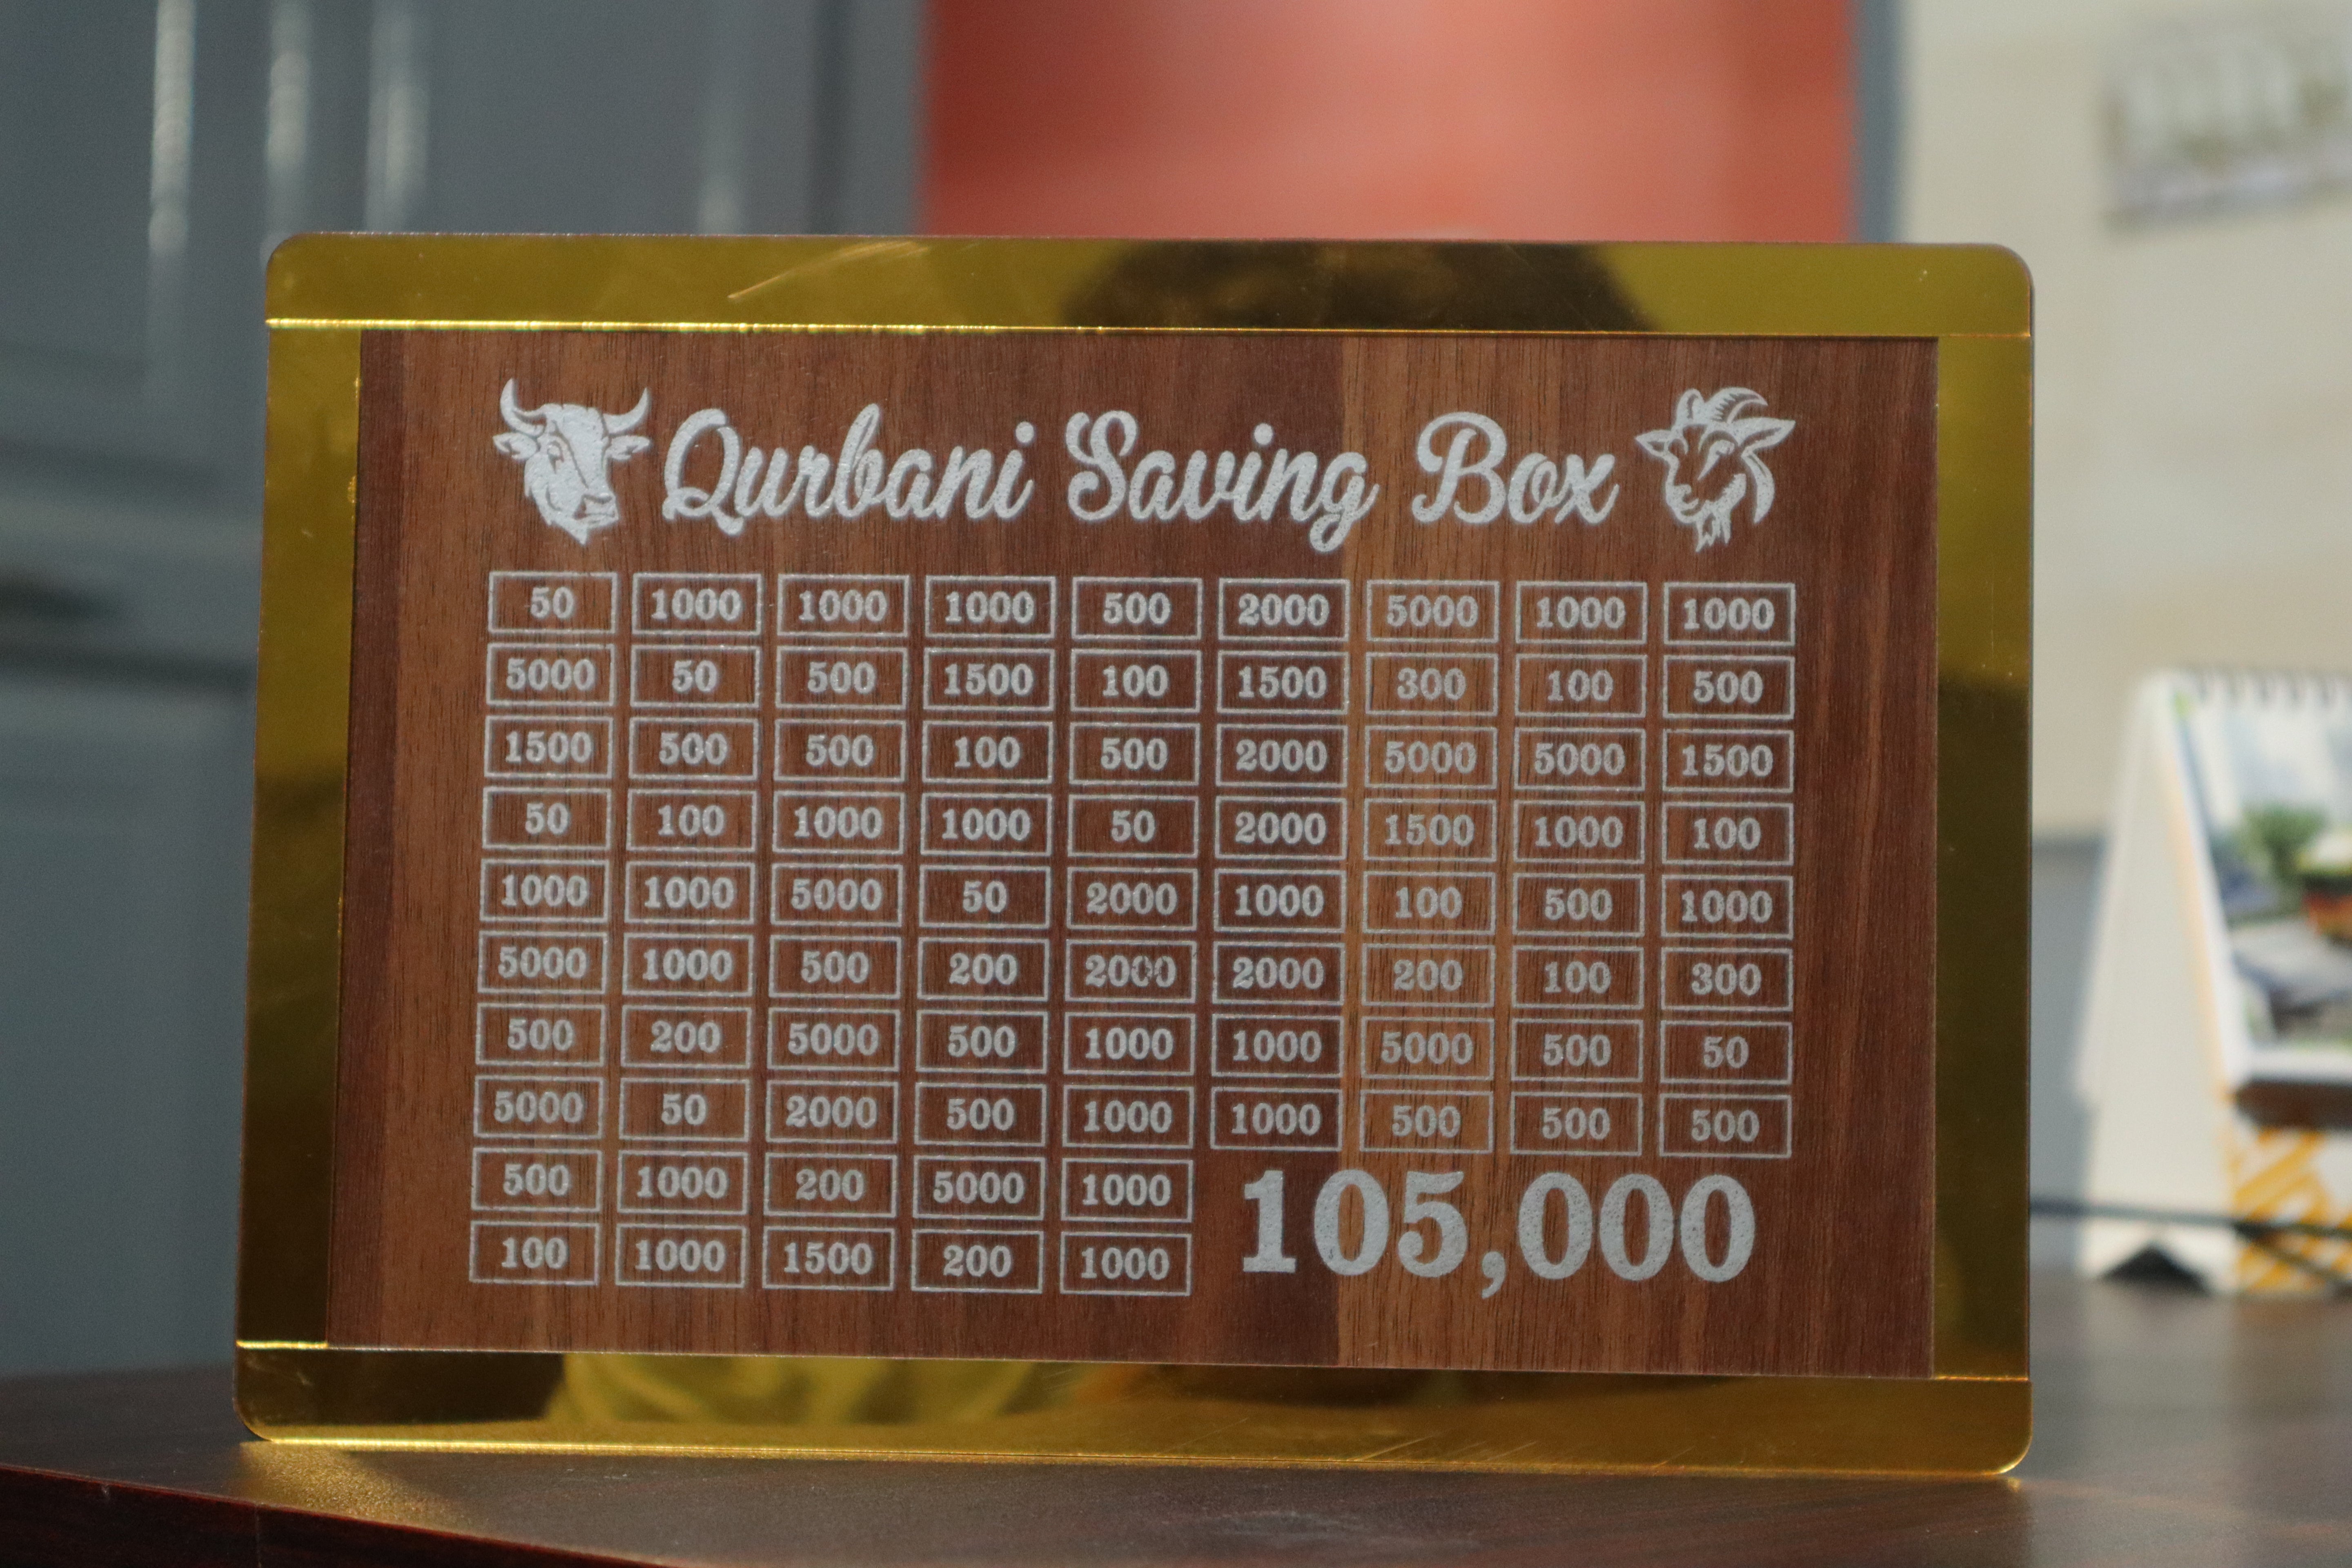 Qurbani Saving Box
50 1000 1000 1000 500 2000 5000 1000 1000
5000 50 500 1500 100 1500 300 100 500
1500 500 500 100 500 2000 5000 5000 1500
50 100 1000 1000 50 2000 1500 1000 100
1000 1000 5000 50 2000 1000 100 500 1000
5000 1000 500 200 2000 2000 200 100 300
500 200 5000 500 1000 1000 5000 500 50
5000 50 2000 500 1000 1000 500 500 500
500 1000 200 5000 1000
100 1000 1500 200 1000
105,000